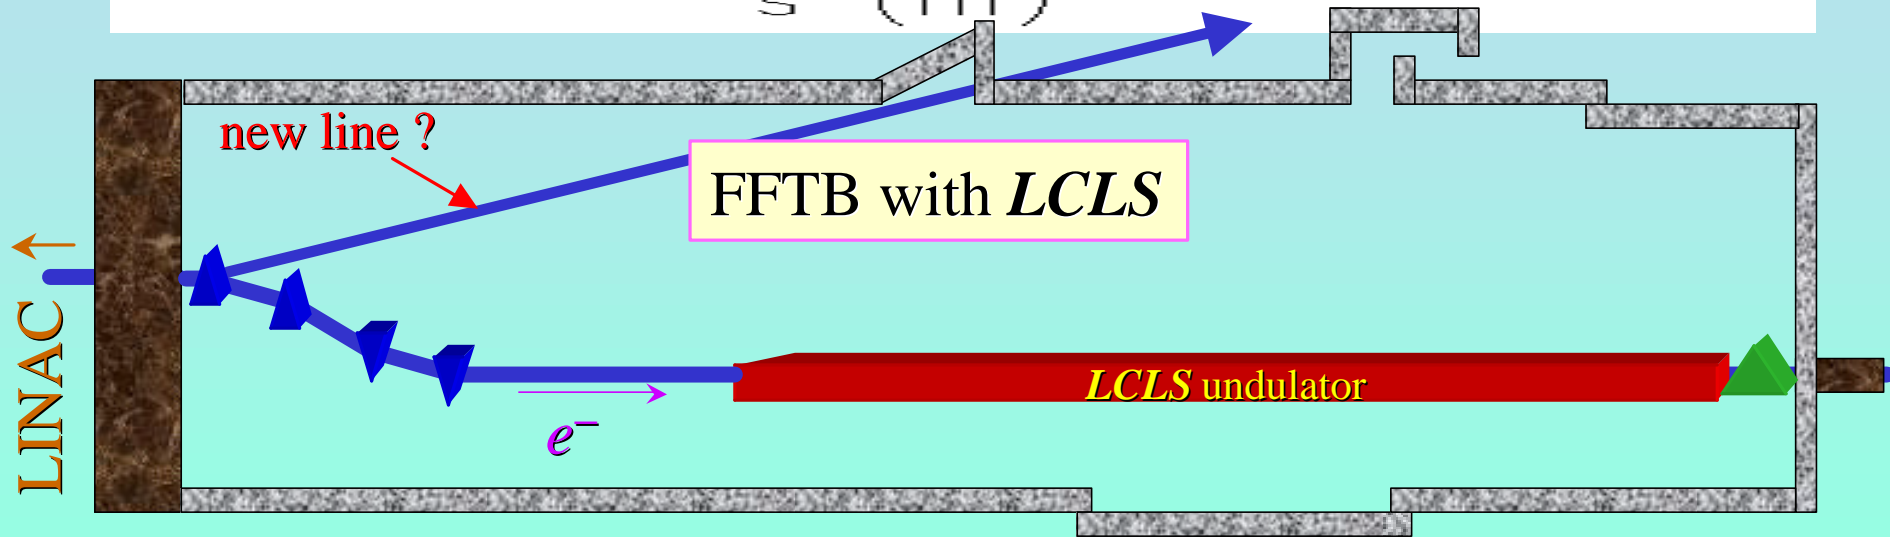 s (m)
new line ?
FFTB with LCLS
LINAC
LCLS undulator
e⁻